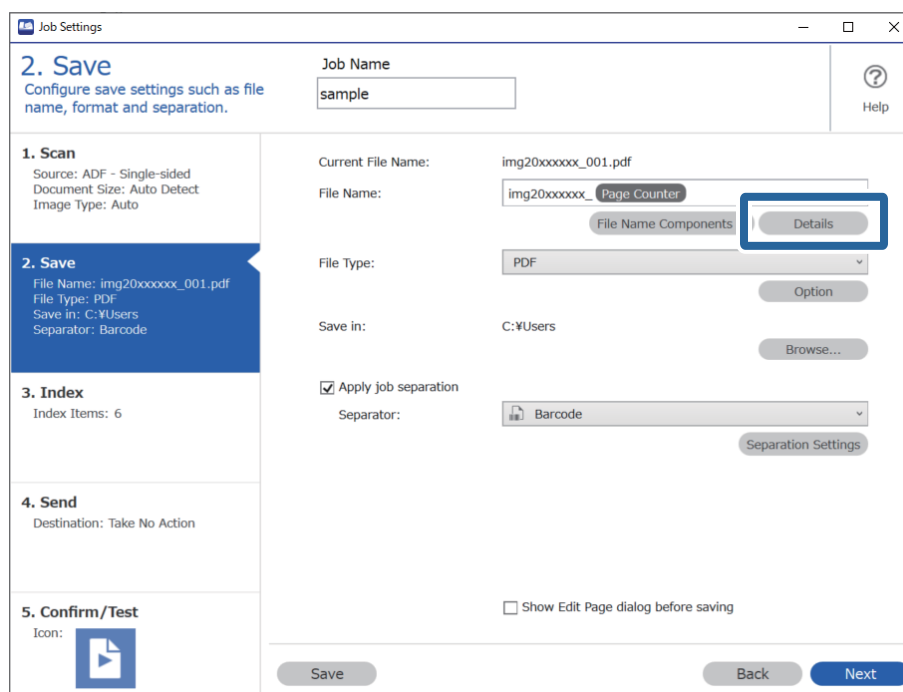 Job Settings
2. Save
Configure save settings such as file
name, format and separation.
Job Name
sample
Help
1. Scan
Source: ADF - Single-sided
Document Size: Auto Detect
Image Type: Auto
2. Save
File Name: img20xxxxxx_001.pdf
File Type: PDF
Save in: C:¥Users
Separator: Barcode
3. Index
Index Items: 6
4. Send
Destination: Take No Action
5. Confirm/Test
Icon:
Current File Name: img20xxxxxx_001.pdf
File Name: img20xxxxxx_ Page Counter
File Name Components Details
File Type: PDF
Option
Save in: C:¥Users
Browse...
Apply job separation
Separator: Barcode
Separation Settings
Show Edit Page dialog before saving
Save Back Next